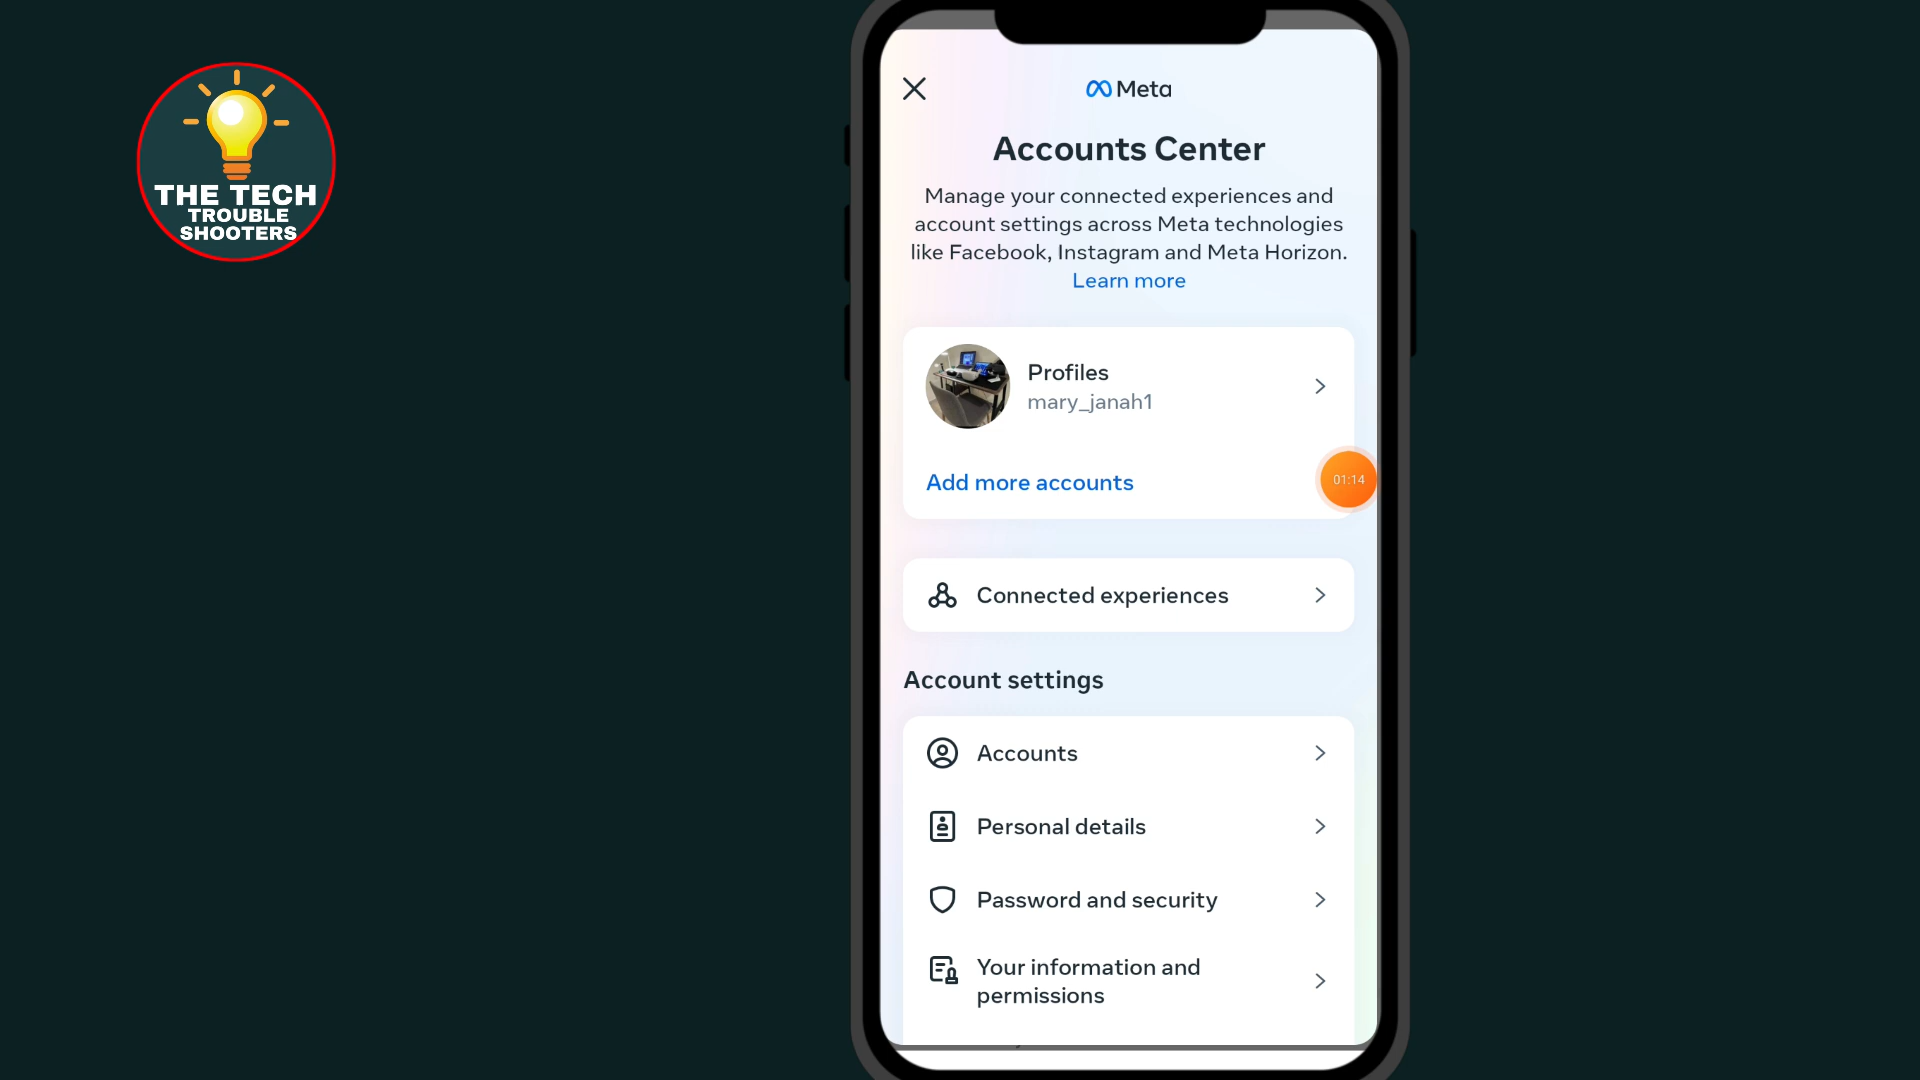 THE TECH
TROUBLE
SHOOTERS
Meta
Accounts Center
Manage your connected experiences and
account settings across Meta technologies
like Facebook, Instagram and Meta Horizon.
Learn more
Profiles
mary_janah1
Add more accounts
01:14
Connected experiences
Account settings
Accounts
Personal details
Password and security
Your information and
permissions